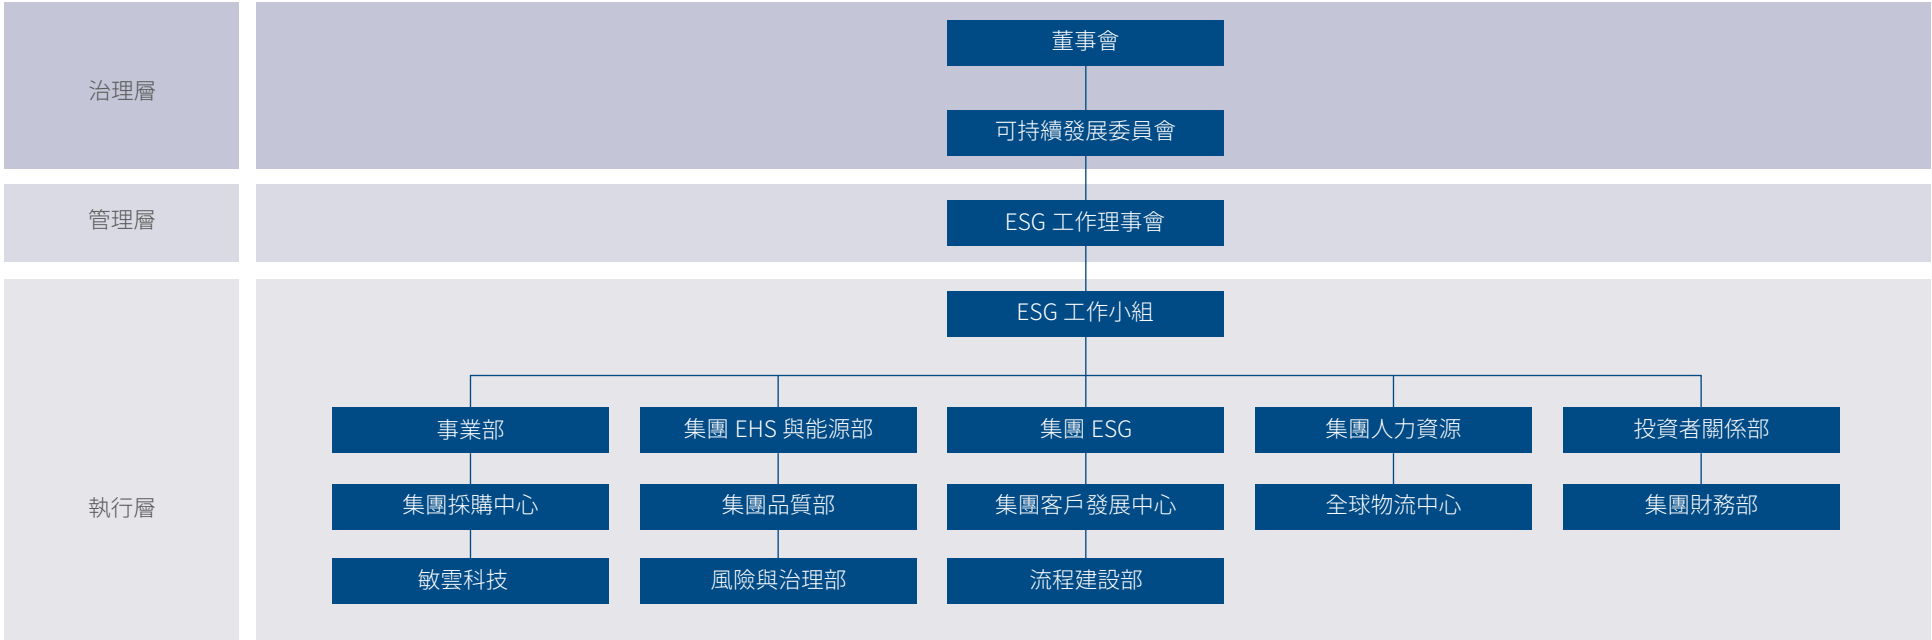 治理層
董事會
可持續發展委員會
管理層
ESG 工作理事會
執行層
ESG 工作小組
事業部
集團 EHS 與能源部
集團 ESG
集團人力資源
投資者關係部
集團採購中心
集團品質部
集團客戶發展中心
全球物流中心
集團財務部
敏雲科技
風險與治理部
流程建設部